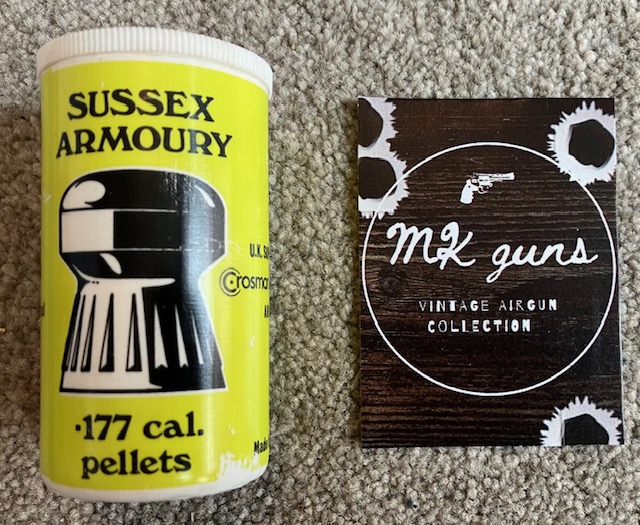 SUSSEX
ARMOURY
U.K.
·177 cal.
pellets
MK guns
VINTAGE AIRGUN
COLLECTION